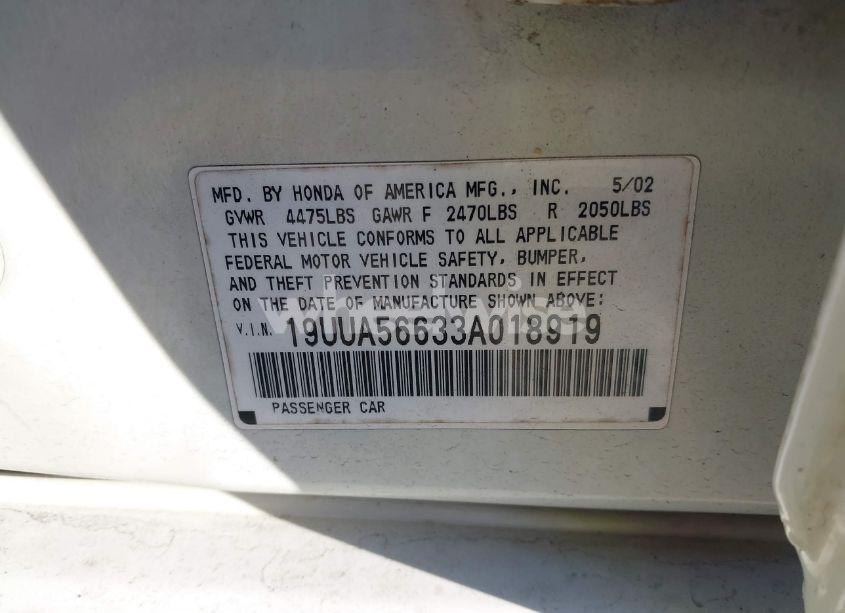 MFD. BY HONDA OF AMERICA MFG., INC. 5/02
GVWR 4475LBS GAWR F 2470LBS R 2050LBS
THIS VEHICLE CONFORMS TO ALL APPLICABLE
FEDERAL MOTOR VEHICLE SAFETY, BUMPER,
AND THEFT PREVENTION STANDARDS IN EFFECT
ON THE DATE OF MANUFACTURE SHOWN ABOVE:
V.I.N. 19UUA56633A018919
PASSENGER CAR